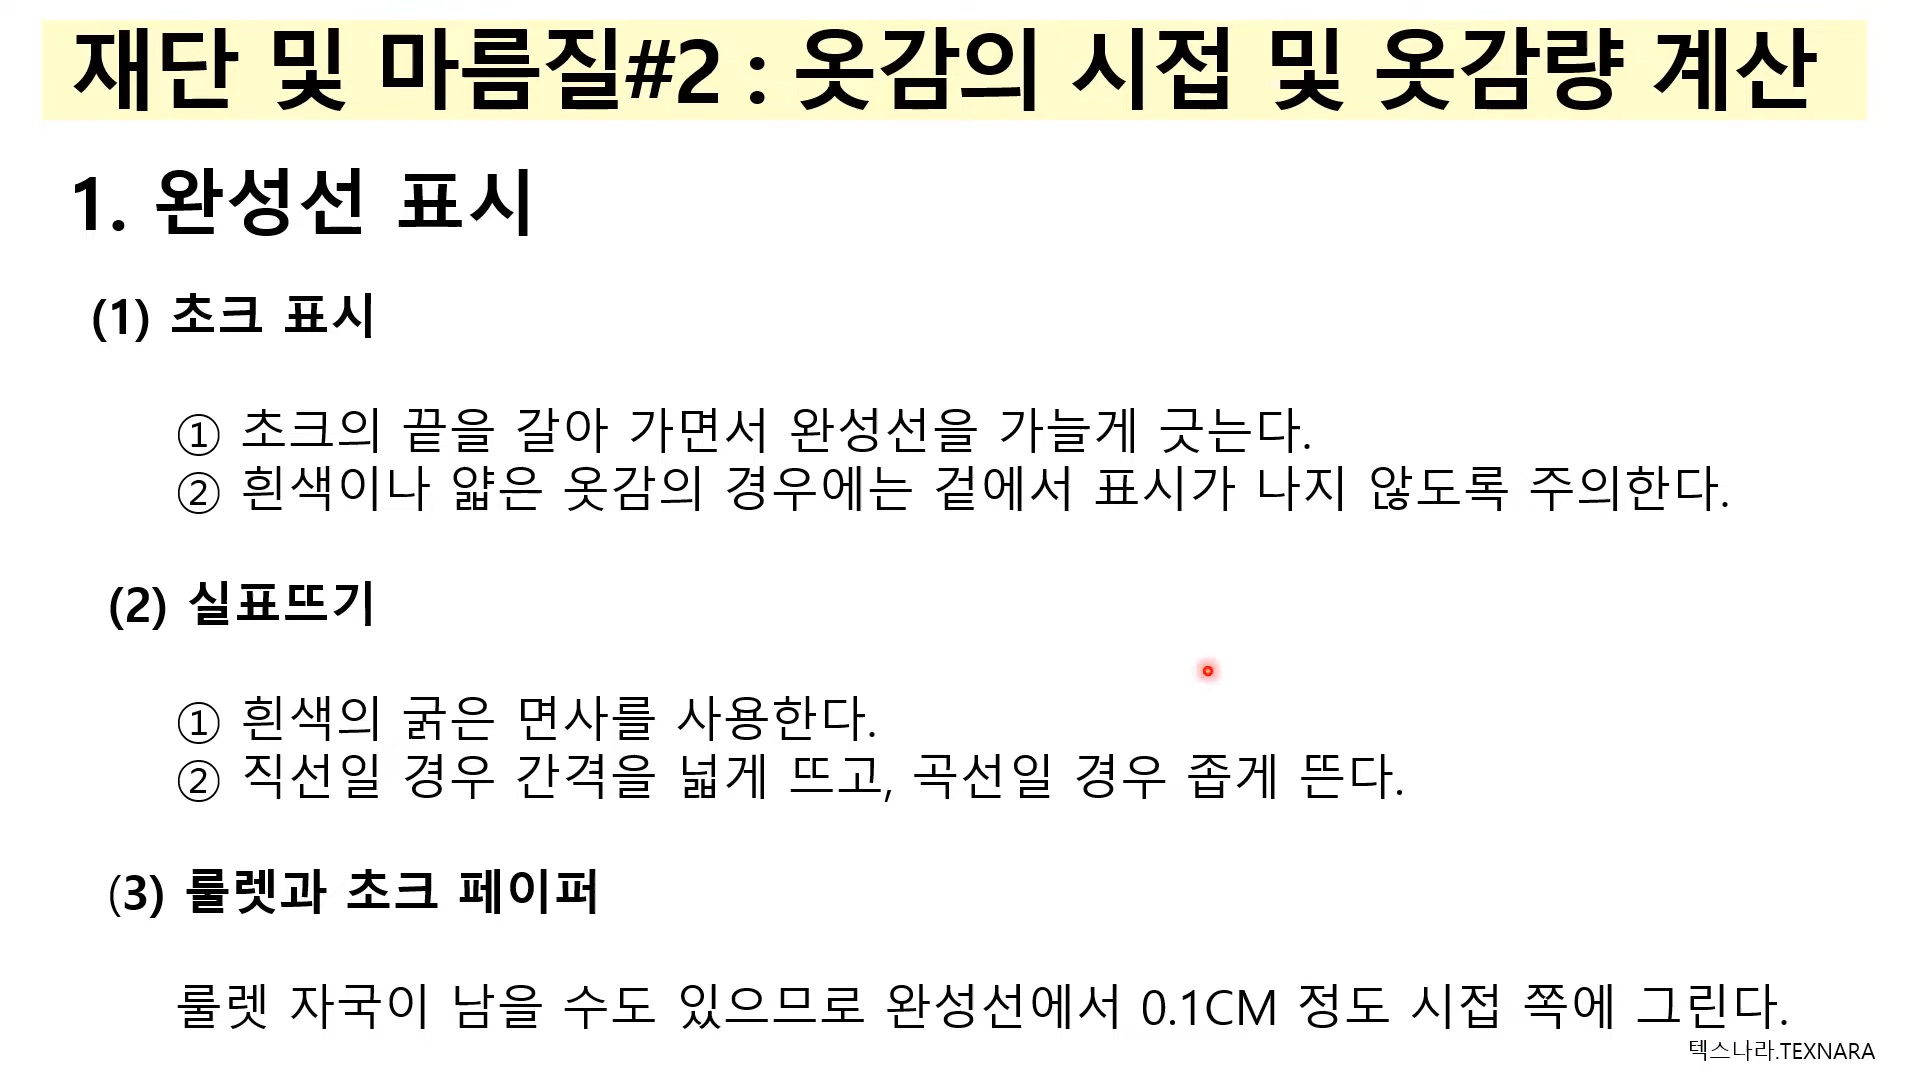 재단 및 마름질#2 : 옷감의 시접 및 옷감량 계산
1. 완성선 표시
(1) 초크 표시
① 초크의 끝을 갈아 가면서 완성선을 가늘게 긋는다.
② 흰색이나 얇은 옷감의 경우에는 겉에서 표시가 나지 않도록 주의한다.
(2) 실표뜨기
① 흰색의 굵은 면사를 사용한다.
② 직선일 경우 간격을 넓게 뜨고, 곡선일 경우 좁게 뜬다.
(3) 룰렛과 초크 페이퍼
룰렛 자국이 남을 수도 있으므로 완성선에서 0.1CM 정도 시접 쪽에 그린다.
텍스나라.TEXNARA